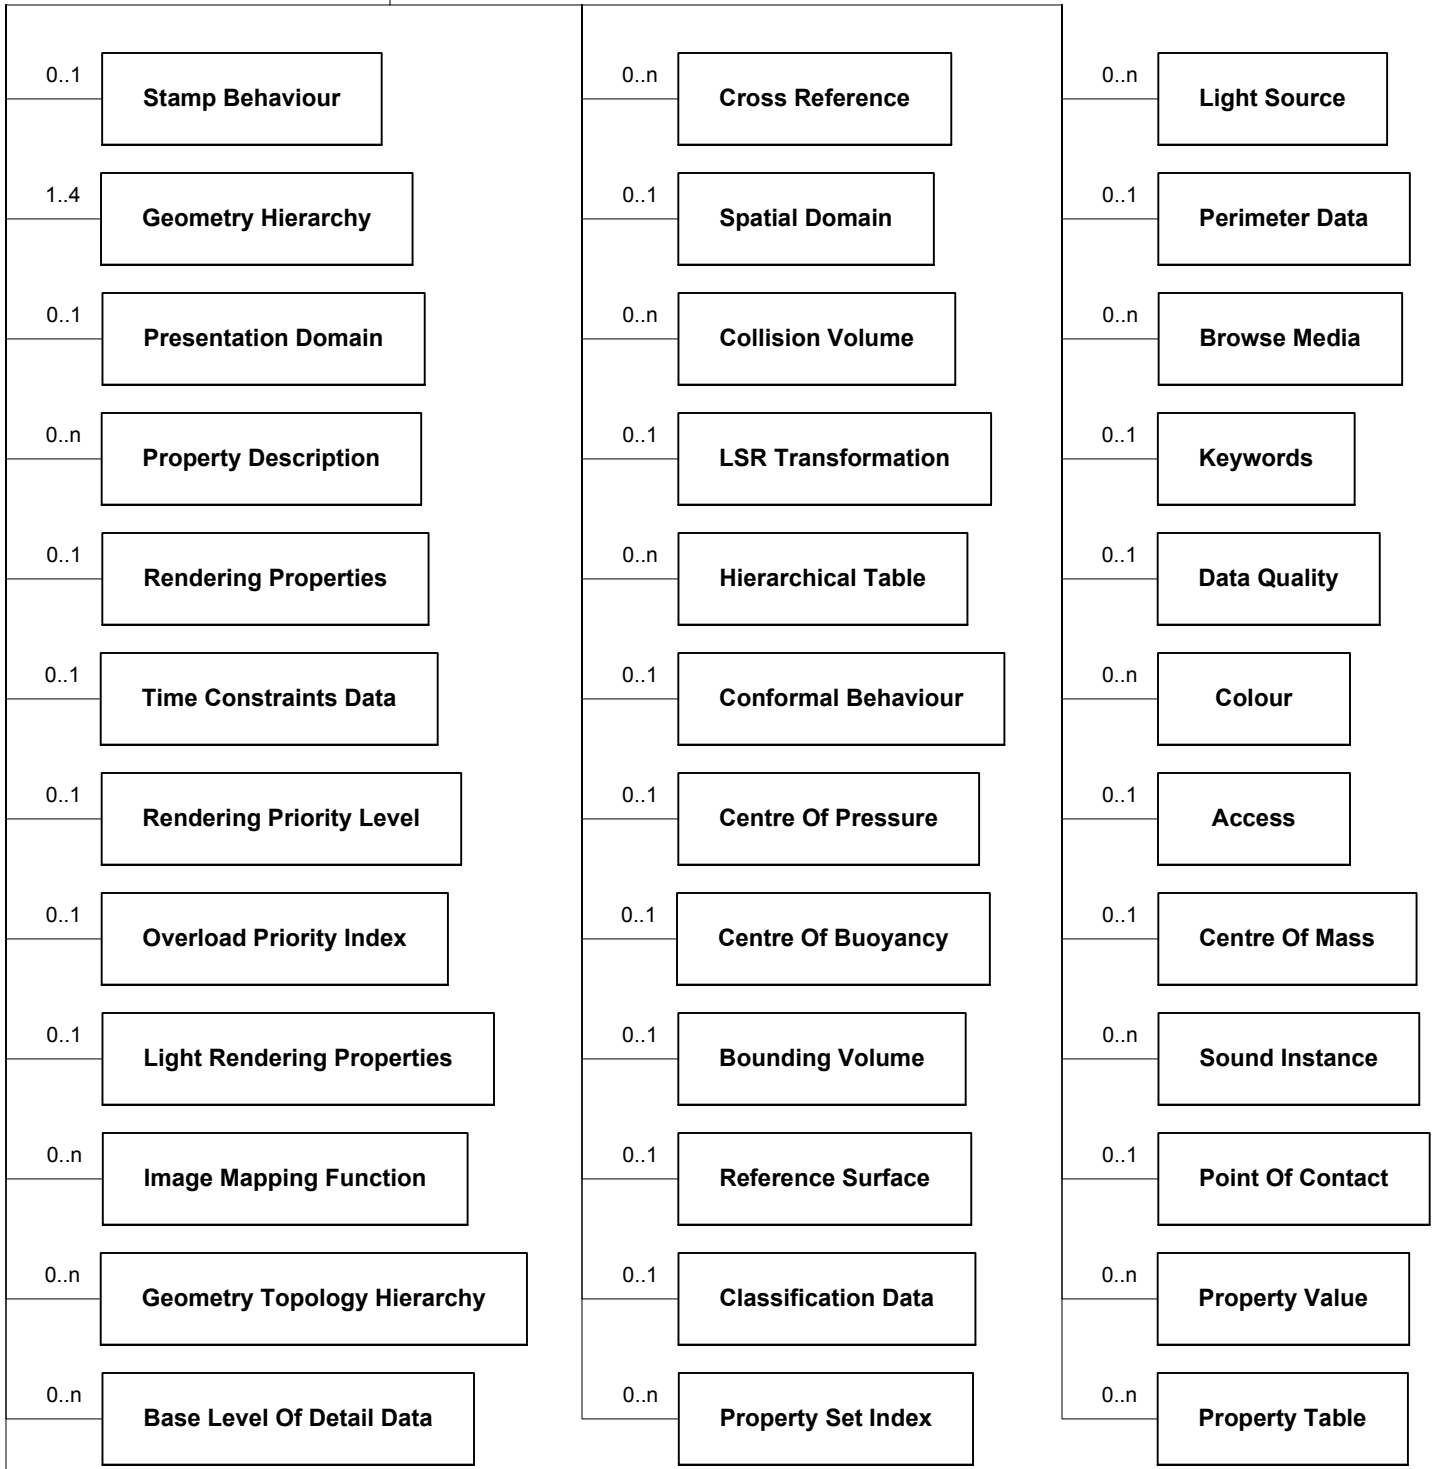 0..1
Stamp Behaviour
0..n
Cross Reference
0..n
Light Source
1..4
Geometry Hierarchy
0..1
Spatial Domain
0..1
Perimeter Data
0..1
Presentation Domain
0..n
Collision Volume
0..n
Browse Media
0..n
Property Description
0..1
LSR Transformation
0..1
Keywords
0..1
Rendering Properties
0..n
Hierarchical Table
0..1
Data Quality
0..1
Time Constraints Data
0..1
Conformal Behaviour
0..n
Colour
0..1
Rendering Priority Level
0..1
Centre Of Pressure
0..1
Access
0..1
Overload Priority Index
0..1
Centre Of Buoyancy
0..1
Centre Of Mass
0..1
Light Rendering Properties
0..1
Bounding Volume
0..n
Sound Instance
0..n
Image Mapping Function
0..1
Reference Surface
0..1
Point Of Contact
0..n
Geometry Topology Hierarchy
0..1
Classification Data
0..n
Property Value
0..n
Base Level Of Detail Data
0..n
Property Set Index
0..n
Property Table